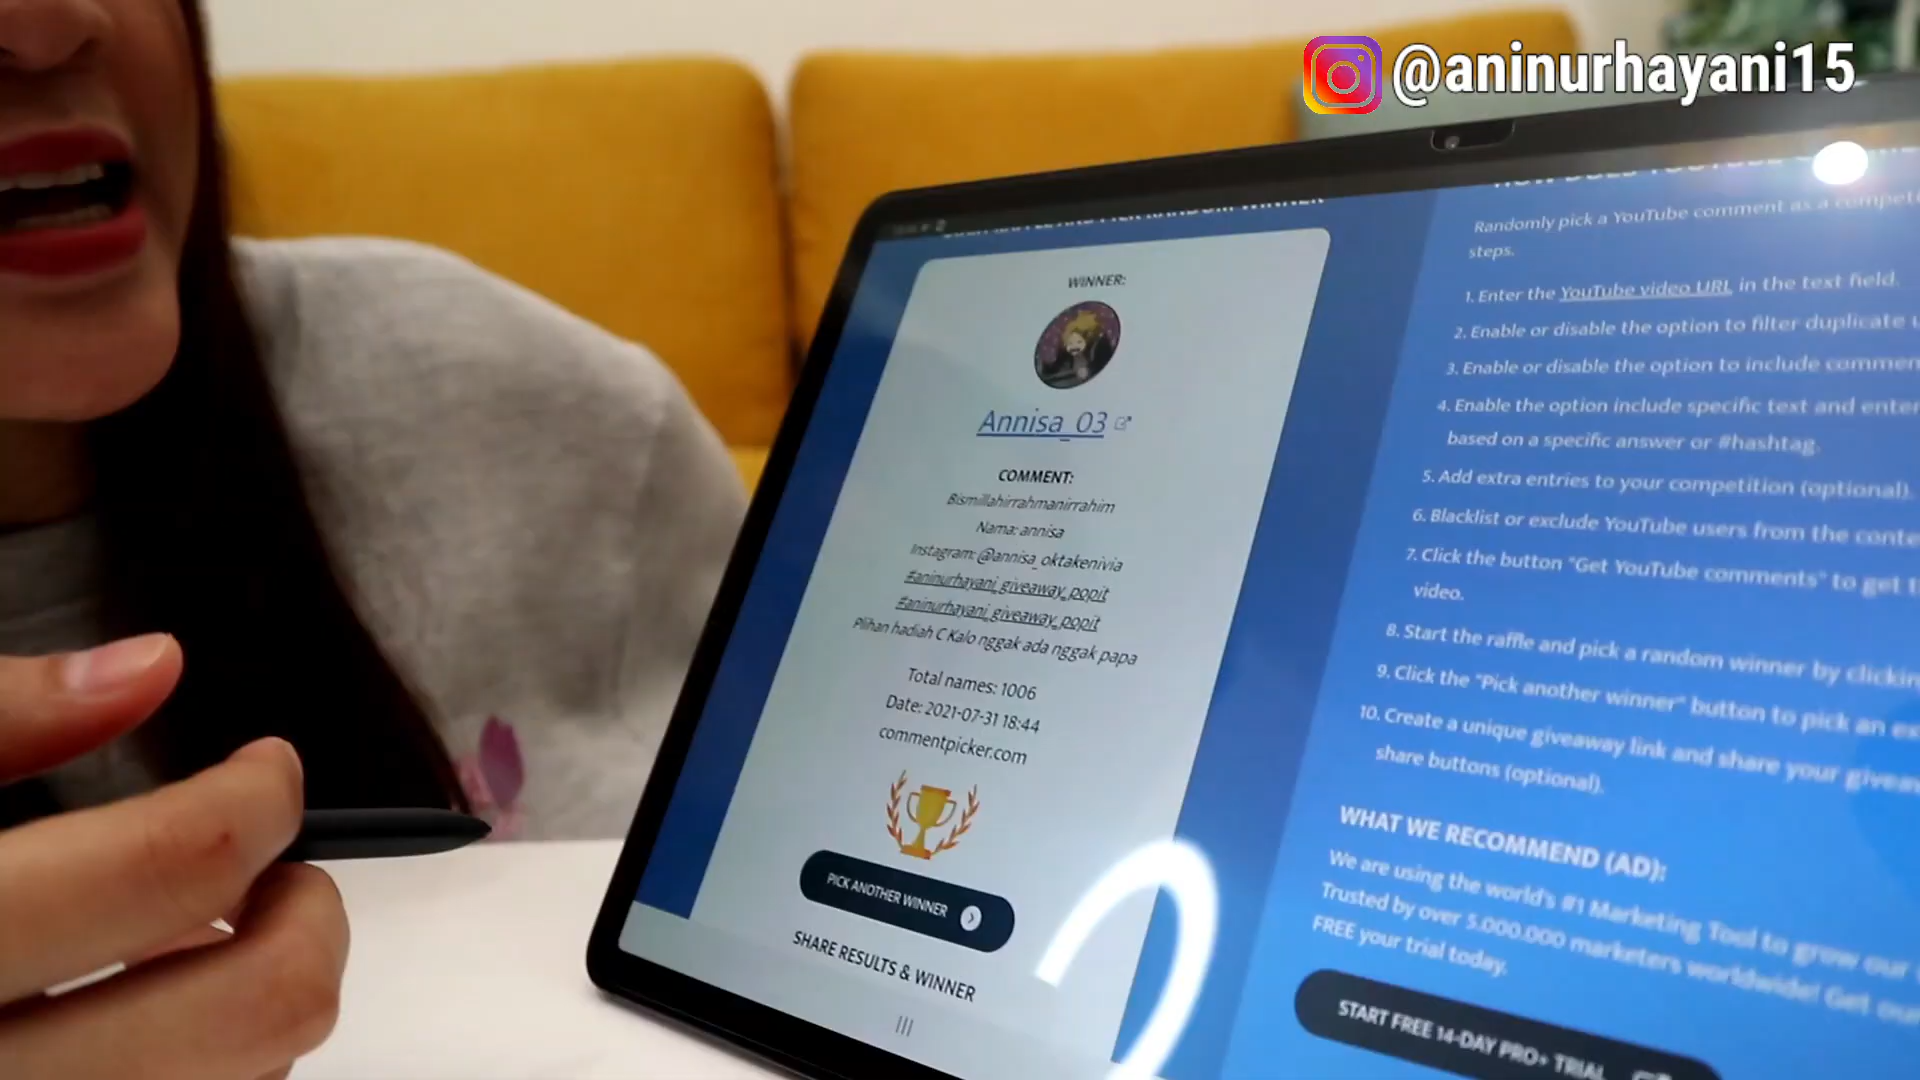 @aninurhayani15
WINNER:
Annisa_03
COMMENT:
Bismillahirrahmanirrahim
Nama: annisa
Instagram: @annisa_oktakenivia
#aninurhayani_giveaway_popit
#aninurhayani_giveaway_popit
Plihan hadiah C Kalo nggak ada nggak papa
Total names: 1006
Date: 2021-07-31 18:44
commentpicker.com
PICK ANOTHER WINNER
SHARE RESULTS & WINNER
Randomly pick a YouTube comment as a
steps.
1. Enter the YouTube video URL in the text field.
2. Enable or disable the option to filter duplicate
3. Enable or disable the option to include
4. Enable the option include specific text and
based on a specific answer or #hashtag.
5. Add extra entries to your competition (optional).
6. Blacklist or exclude YouTube users from the
7. Click the button "Get YouTube comments" to get
video.
8. Start the raffle and pick a random winner by
9. Click the "Pick another winner" button to pick an
10. Create a unique giveaway link and share your
share buttons (optional).
WHAT WE RECOMMEND (AD):
We are using the world's #1 Marketing Tool to grow our
Trusted by over 5.000.000 marketers worldwide! Get
FREE your trial today.
START FREE 14-DAY PRO+ TRIAL
2